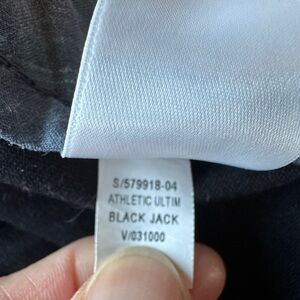 S/579918-04
ATHLETIC ULTIM
BLACK JACK
V/031000